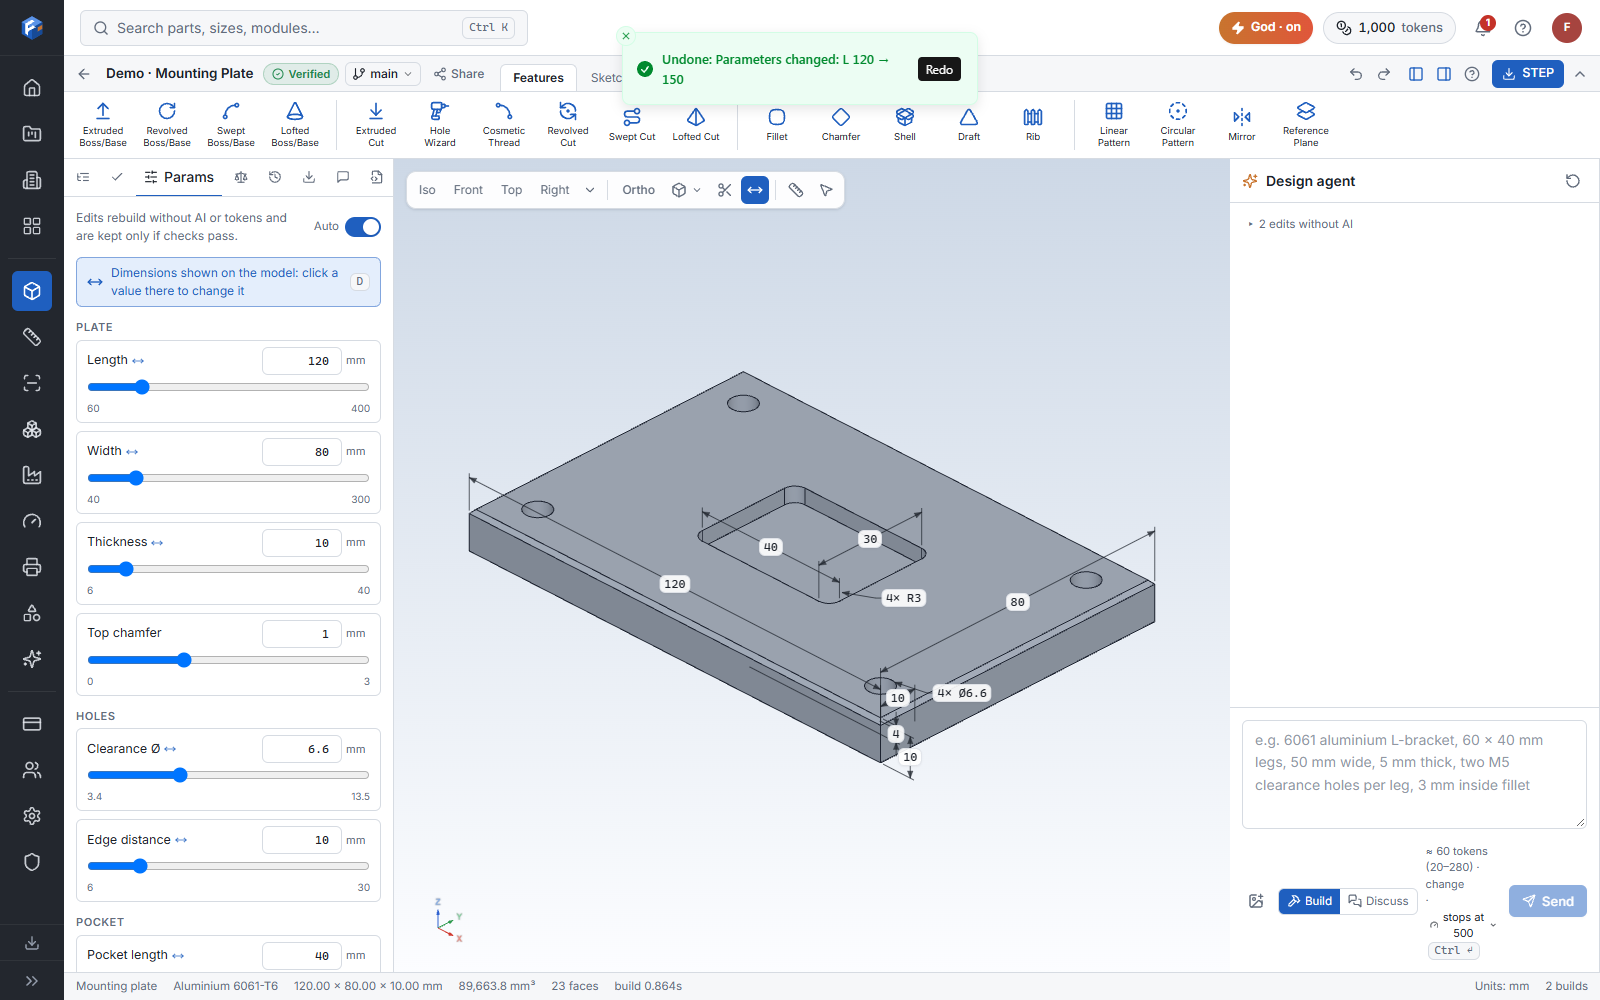 Search parts, sizes, modules...
Ctrl K
God · on
1,000 tokens
1
F
Demo · Mounting Plate
Verified
main
Share
Features
Sketc
Undone: Parameters changed: L 120 →
150
Redo
STEP
Extruded
Boss/Base
Revolved
Boss/Base
Swept
Boss/Base
Lofted
Boss/Base
Extruded
Cut
Hole
Wizard
Cosmetic
Thread
Revolved
Cut
Swept Cut
Lofted Cut
Fillet
Chamfer
Shell
Draft
Rib
Linear
Pattern
Circular
Pattern
Mirror
Reference
Plane
Params
Edits rebuild without AI or tokens and
are kept only if checks pass.
Auto
Dimensions shown on the model: click a
value there to change it
D
PLATE
Length ↔ 120 mm
60 400
Width ↔ 80 mm
40 300
Thickness ↔ 10 mm
6 40
Top chamfer 1 mm
0 3
HOLES
Clearance Ø ↔ 6.6 mm
3.4 13.5
Edge distance ↔ 10 mm
6 30
POCKET
Pocket length ↔ 40 mm
Iso
Front
Top
Right
Ortho
40
30
120
4× R3
80
10
4× Ø6.6
4
10
Z
Y
X
Design agent
2 edits without AI
e.g. 6061 aluminium L-bracket, 60 × 40 mm
legs, 50 mm wide, 5 mm thick, two M5
clearance holes per leg, 3 mm inside fillet
Build
Discuss
≈ 60 tokens
(20–280) ·
change
·
stops at
500
Ctrl ↵
Send
Mounting plate
Aluminium 6061-T6
120.00 × 80.00 × 10.00 mm
89,663.8 mm³
23 faces
build 0.864s
Units: mm
2 builds